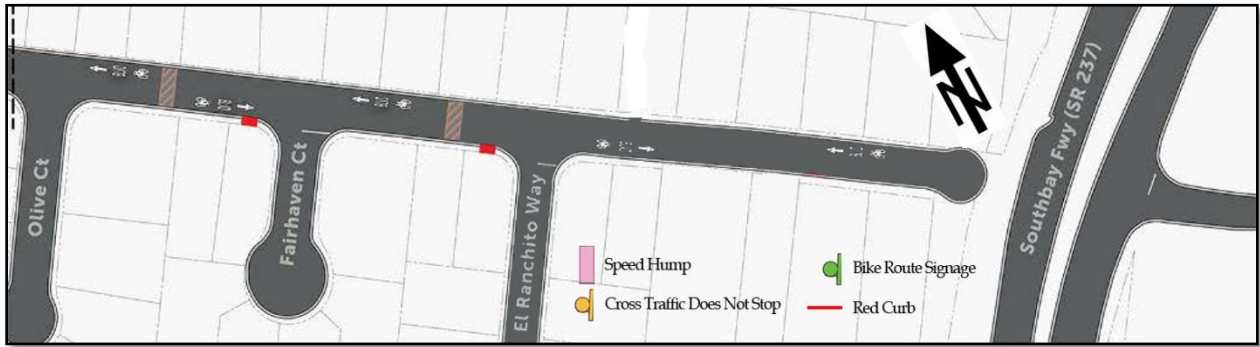 Olive Ct
Fairhaven Ct
El Ranchito Way
Southbay Fwy (SR 237)
N
Speed Hump
Bike Route Signage
Cross Traffic Does Not Stop
Red Curb